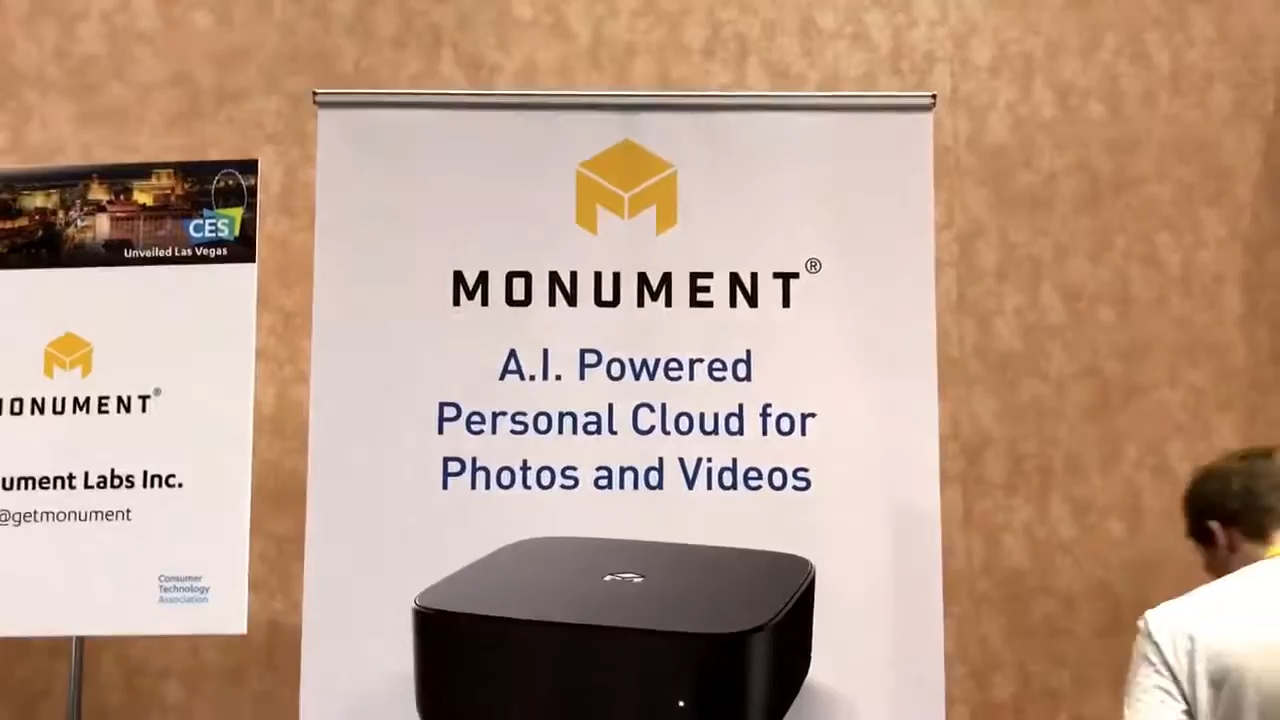 CES
Unveiled Las Vegas
MONUMENT®
ument Labs Inc.
@getmonument
Consumer
Technology
Association
MONUMENT®
A.I. Powered
Personal Cloud for
Photos and Videos